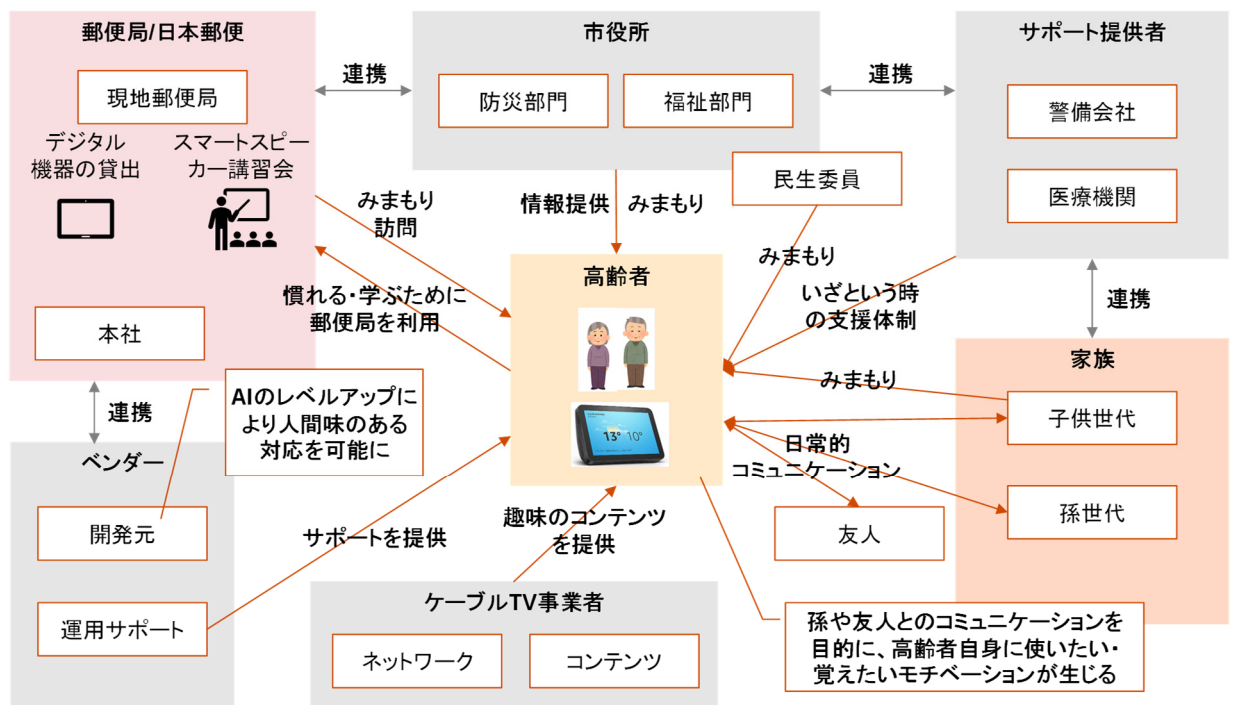 郵便局/日本郵便
現地郵便局
デジタル
機器の貸出
スマートスピー
カー講習会
本社
連携
市役所
防災部門
福祉部門
連携
サポート提供者
警備会社
医療機関
民生委員
みまもり
訪問
情報提供
みまもり
みまもり
いざという時
の支援体制
連携
慣れる・学ぶために
郵便局を利用
高齢者
13° 10°
家族
みまもり
子供世代
孫世代
日常的
コミュニケーション
友人
連携
AIのレベルアップに
より人間味のある
対応を可能に
ベンダー
開発元
運用サポート
サポートを提供
趣味のコンテンツ
を提供
ケーブルTV事業者
ネットワーク
コンテンツ
孫や友人とのコミュニケーションを
目的に、高齢者自身に使いたい・
覚えたいモチベーションが生じる